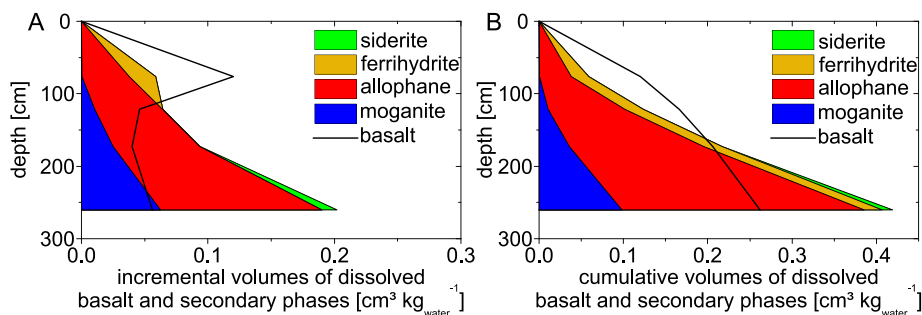 A
0
100
200
300
depth [cm]
siderite
ferrihydrite
allophane
moganite
basalt
0.0 0.1 0.2 0.3
incremental volumes of dissolved
basalt and secondary phases [cm³ kg_water⁻¹]
B
0
100
200
300
depth [cm]
siderite
ferrihydrite
allophane
moganite
basalt
0.0 0.1 0.2 0.3 0.4
cumulative volumes of dissolved
basalt and secondary phases [cm³ kg_water⁻¹]